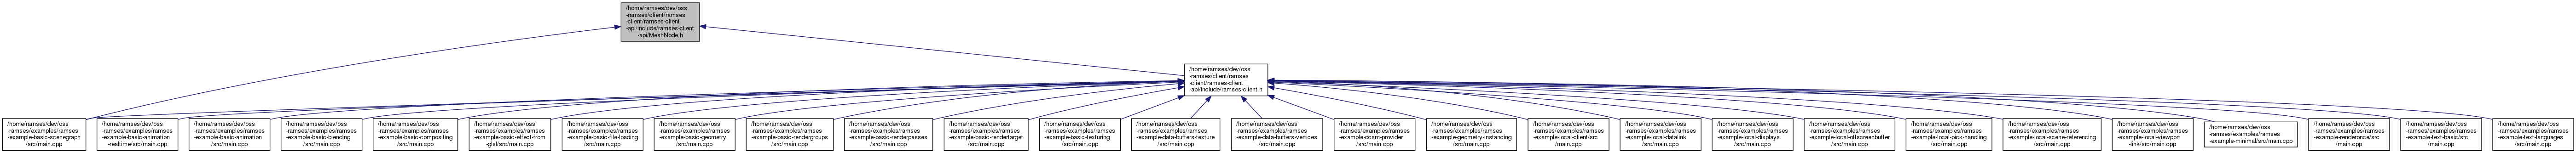 /home/ramses/dev/oss
-ramses/client/ramses
-client/ramses-client
-api/include/ramses-client
-api/MeshNode.h
/home/ramses/dev/oss
-ramses/client/ramses
-client/ramses-client
-api/include/ramses-client.h
/home/ramses/dev/oss
-ramses/examples/ramses
-example-basic-scenegraph
/src/main.cpp
/home/ramses/dev/oss
-ramses/examples/ramses
-example-basic-animation
-realtime/src/main.cpp
/home/ramses/dev/oss
-ramses/examples/ramses
-example-basic-animation
/src/main.cpp
/home/ramses/dev/oss
-ramses/examples/ramses
-example-basic-blending
/src/main.cpp
/home/ramses/dev/oss
-ramses/examples/ramses
-example-basic-compositing
/src/main.cpp
/home/ramses/dev/oss
-ramses/examples/ramses
-example-basic-effect-from
-glsl/src/main.cpp
/home/ramses/dev/oss
-ramses/examples/ramses
-example-basic-file-loading
/src/main.cpp
/home/ramses/dev/oss
-ramses/examples/ramses
-example-basic-geometry
/src/main.cpp
/home/ramses/dev/oss
-ramses/examples/ramses
-example-basic-rendergroups
/src/main.cpp
/home/ramses/dev/oss
-ramses/examples/ramses
-example-basic-renderpasses
/src/main.cpp
/home/ramses/dev/oss
-ramses/examples/ramses
-example-basic-rendertarget
/src/main.cpp
/home/ramses/dev/oss
-ramses/examples/ramses
-example-basic-texturing
/src/main.cpp
/home/ramses/dev/oss
-ramses/examples/ramses
-example-data-buffers-texture
/src/main.cpp
/home/ramses/dev/oss
-ramses/examples/ramses
-example-data-buffers-vertices
/src/main.cpp
/home/ramses/dev/oss
-ramses/examples/ramses
-example-dcsm-provider
/src/main.cpp
/home/ramses/dev/oss
-ramses/examples/ramses
-example-geometry-instancing
/src/main.cpp
/home/ramses/dev/oss
-ramses/examples/ramses
-example-local-client/src
/main.cpp
/home/ramses/dev/oss
-ramses/examples/ramses
-example-local-datalink
/src/main.cpp
/home/ramses/dev/oss
-ramses/examples/ramses
-example-local-displays
/src/main.cpp
/home/ramses/dev/oss
-ramses/examples/ramses
-example-local-offscreenbuffer
/src/main.cpp
/home/ramses/dev/oss
-ramses/examples/ramses
-example-local-pick-handling
/src/main.cpp
/home/ramses/dev/oss
-ramses/examples/ramses
-example-local-scene-referencing
/src/main.cpp
/home/ramses/dev/oss
-ramses/examples/ramses
-example-local-viewport
-link/src/main.cpp
/home/ramses/dev/oss
-ramses/examples/ramses
-example-minimal/src/main.cpp
/home/ramses/dev/oss
-ramses/examples/ramses
-example-renderonce/src
/main.cpp
/home/ramses/dev/oss
-ramses/examples/ramses
-example-text-basic/src
/main.cpp
/home/ramses/dev/oss
-ramses/examples/ramses
-example-text-languages
/src/main.cpp